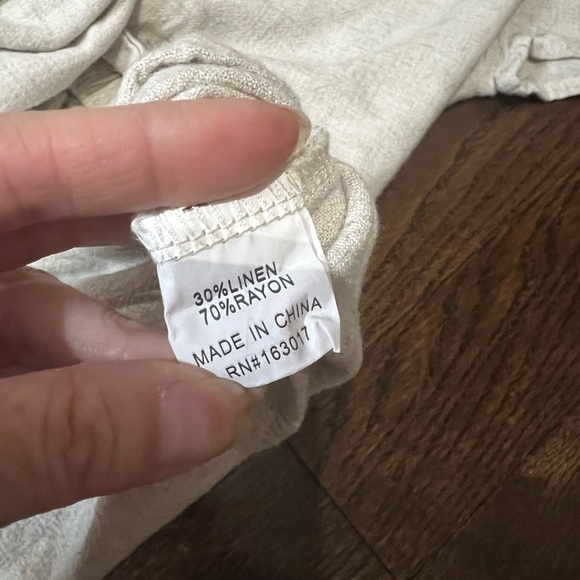 30%LINEN
70%RAYON
MADE IN CHINA
RN#163017